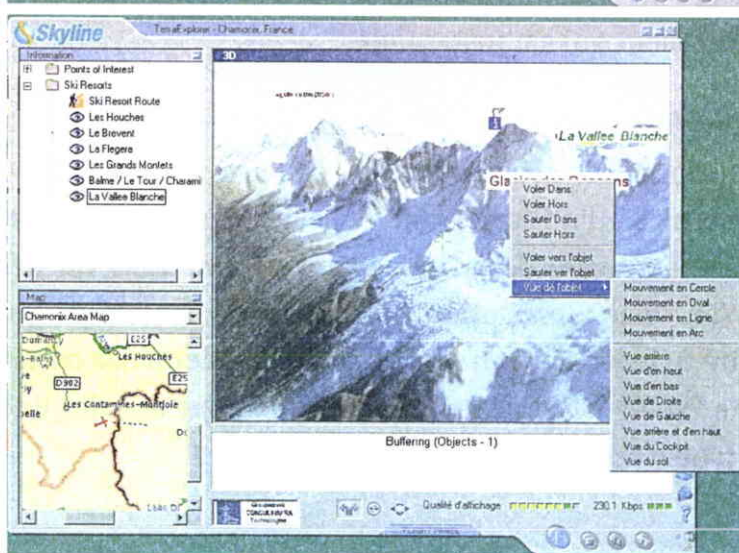 Skyline
TerraExplorer - Chamonix, France
Information
Points of Interest
Ski Resorts
Ski Resort Route
Les Houches
Le Brevent
La Flegere
Les Grands Montets
Balme / Le Tour / Charami
La Vallee Blanche
3D
La Vallee Blanche
Voler Dans
Voler Hors
Sauter Dans
Sauter Hors
Voler vers l'objet
Sauter ver l'objet
Vue de l'objet
Mouvement en Cercle
Mouvement en Oval
Mouvement en Ligne
Mouvement en Arc
Vue arrière
Vue d'en haut
Vue d'en bas
Vue de Droite
Vue de Gauche
Vue arrière et d'en haut
Vue du Cockpit
Vue du sol
Map
Chamonix Area Map
E25
Les Houches
D902
E25
Les Contamines-Montjoie
Buffering (Objects - 1)
Qualité d'affichage
230.1 Kbps